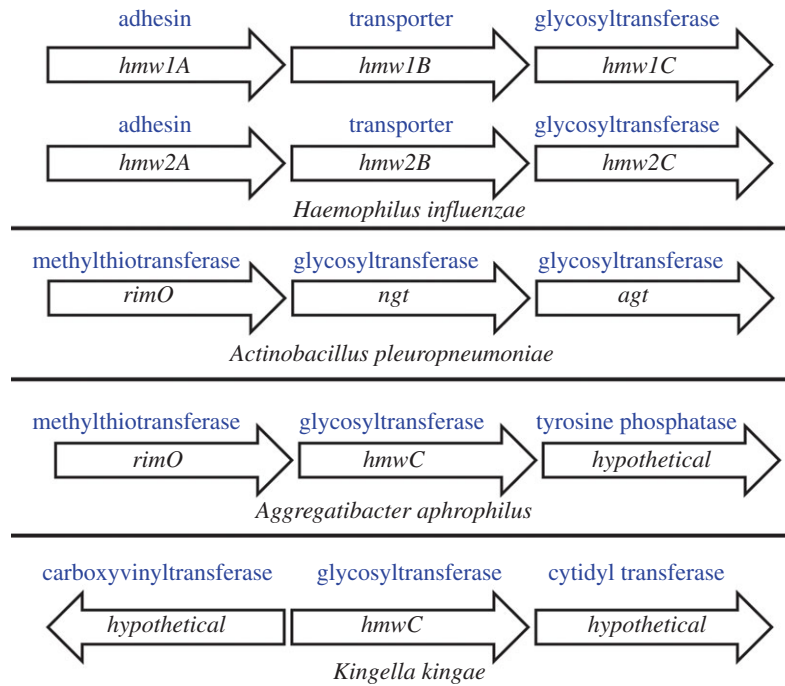 adhesin transporter glycosyltransferase
hmw1A hmw1B hmw1C
adhesin transporter glycosyltransferase
hmw2A hmw2B hmw2C
Haemophilus influenzae
methylthiotransferase glycosyltransferase glycosyltransferase
rimO ngt agt
Actinobacillus pleuropneumoniae
methylthiotransferase glycosyltransferase tyrosine phosphatase
rimO hmwC hypothetical
Aggregatibacter aphrophilus
carboxyvinyltransferase glycosyltransferase cytidyl transferase
hypothetical hmwC hypothetical
Kingella kingae